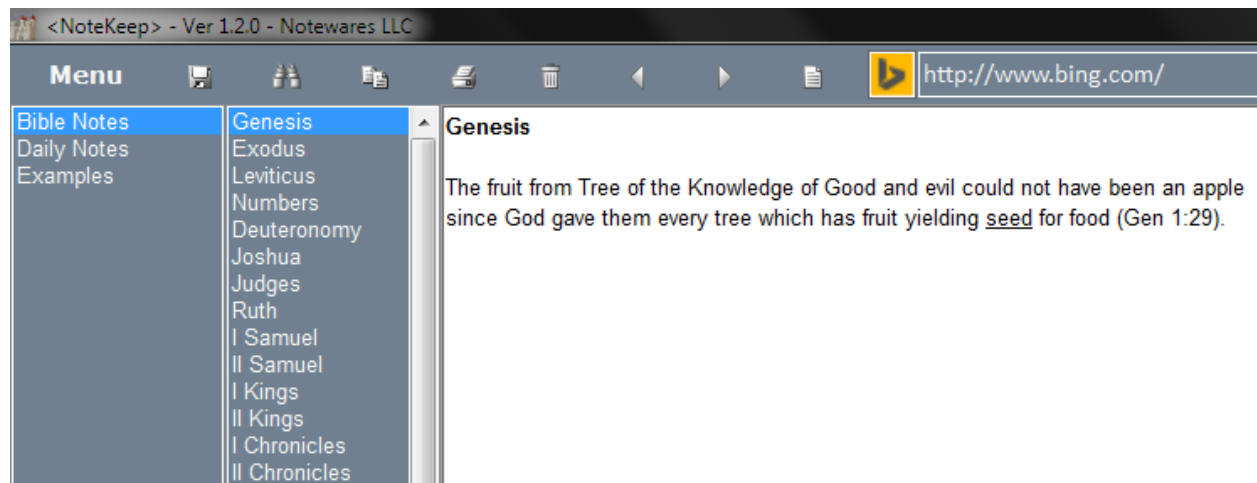 <NoteKeep> - Ver 1.2.0 - Notewares LLC
Menu
http://www.bing.com/
Bible Notes
Daily Notes
Examples
Genesis
Exodus
Leviticus
Numbers
Deuteronomy
Joshua
Judges
Ruth
I Samuel
II Samuel
I Kings
II Kings
I Chronicles
II Chronicles
Genesis
The fruit from Tree of the Knowledge of Good and evil could not have been an apple
since God gave them every tree which has fruit yielding seed for food (Gen 1:29).